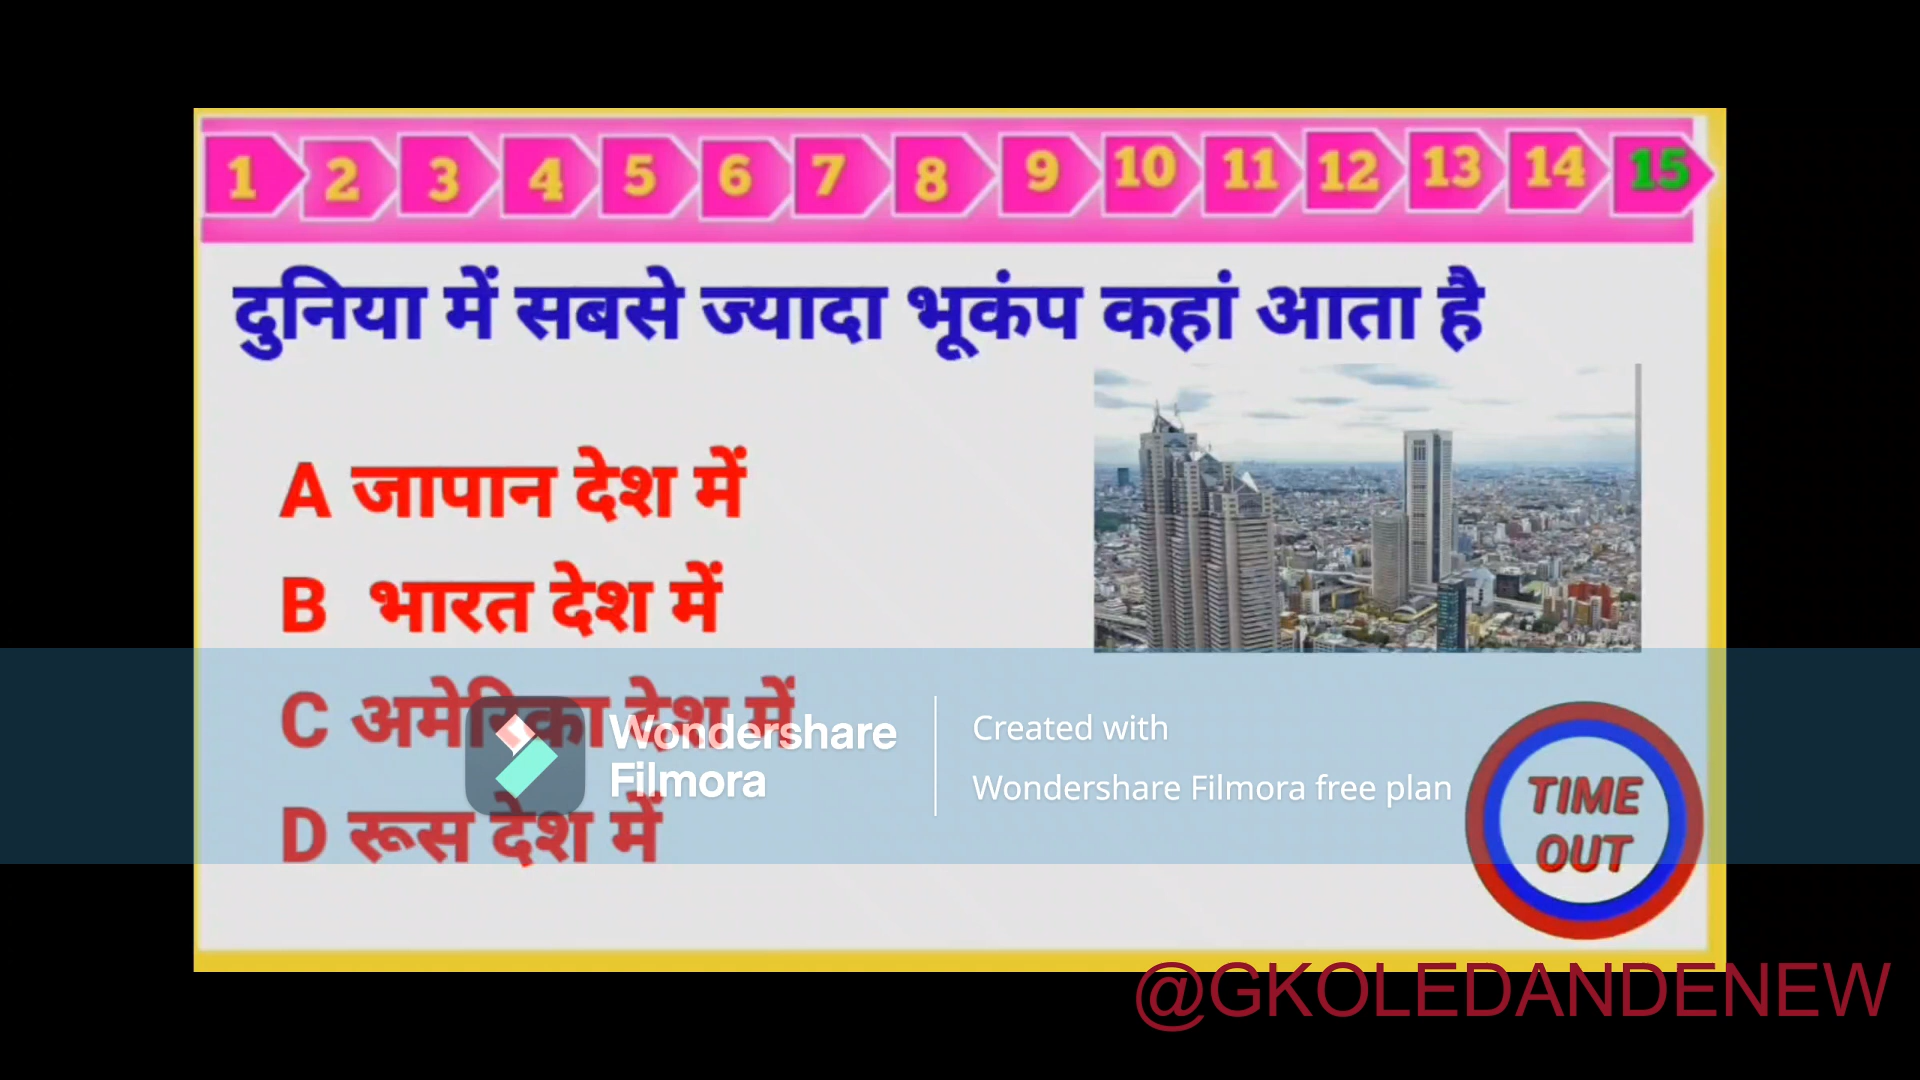 1 2 3 4 5 6 7 8 9 10 11 12 13 14 15
दुनिया में सबसे ज्यादा भूकंप कहां आता है
A जापान देश में
B भारत देश में
C अमेरिका देश में
D रूस देश में
Wondershare
Filmora
Created with
Wondershare Filmora free plan
TIME
OUT
@GKOLEDANDENEW